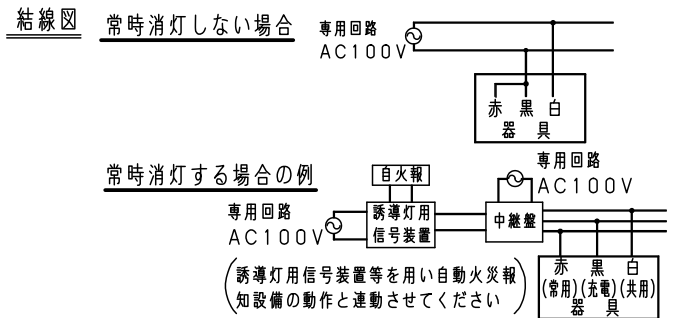 結線図
常時消灯しない場合
専用回路
AC100V
赤 黒 白
器 具
常時消灯する場合の例
専用回路
AC100V
自火報
誘導灯用
信号装置
専用回路
AC100V
中継盤
赤 黒 白
(常用)(充電)(共用)
器 具
(誘導灯用信号装置等を用い自動火災報
知設備の動作と連動させてください)